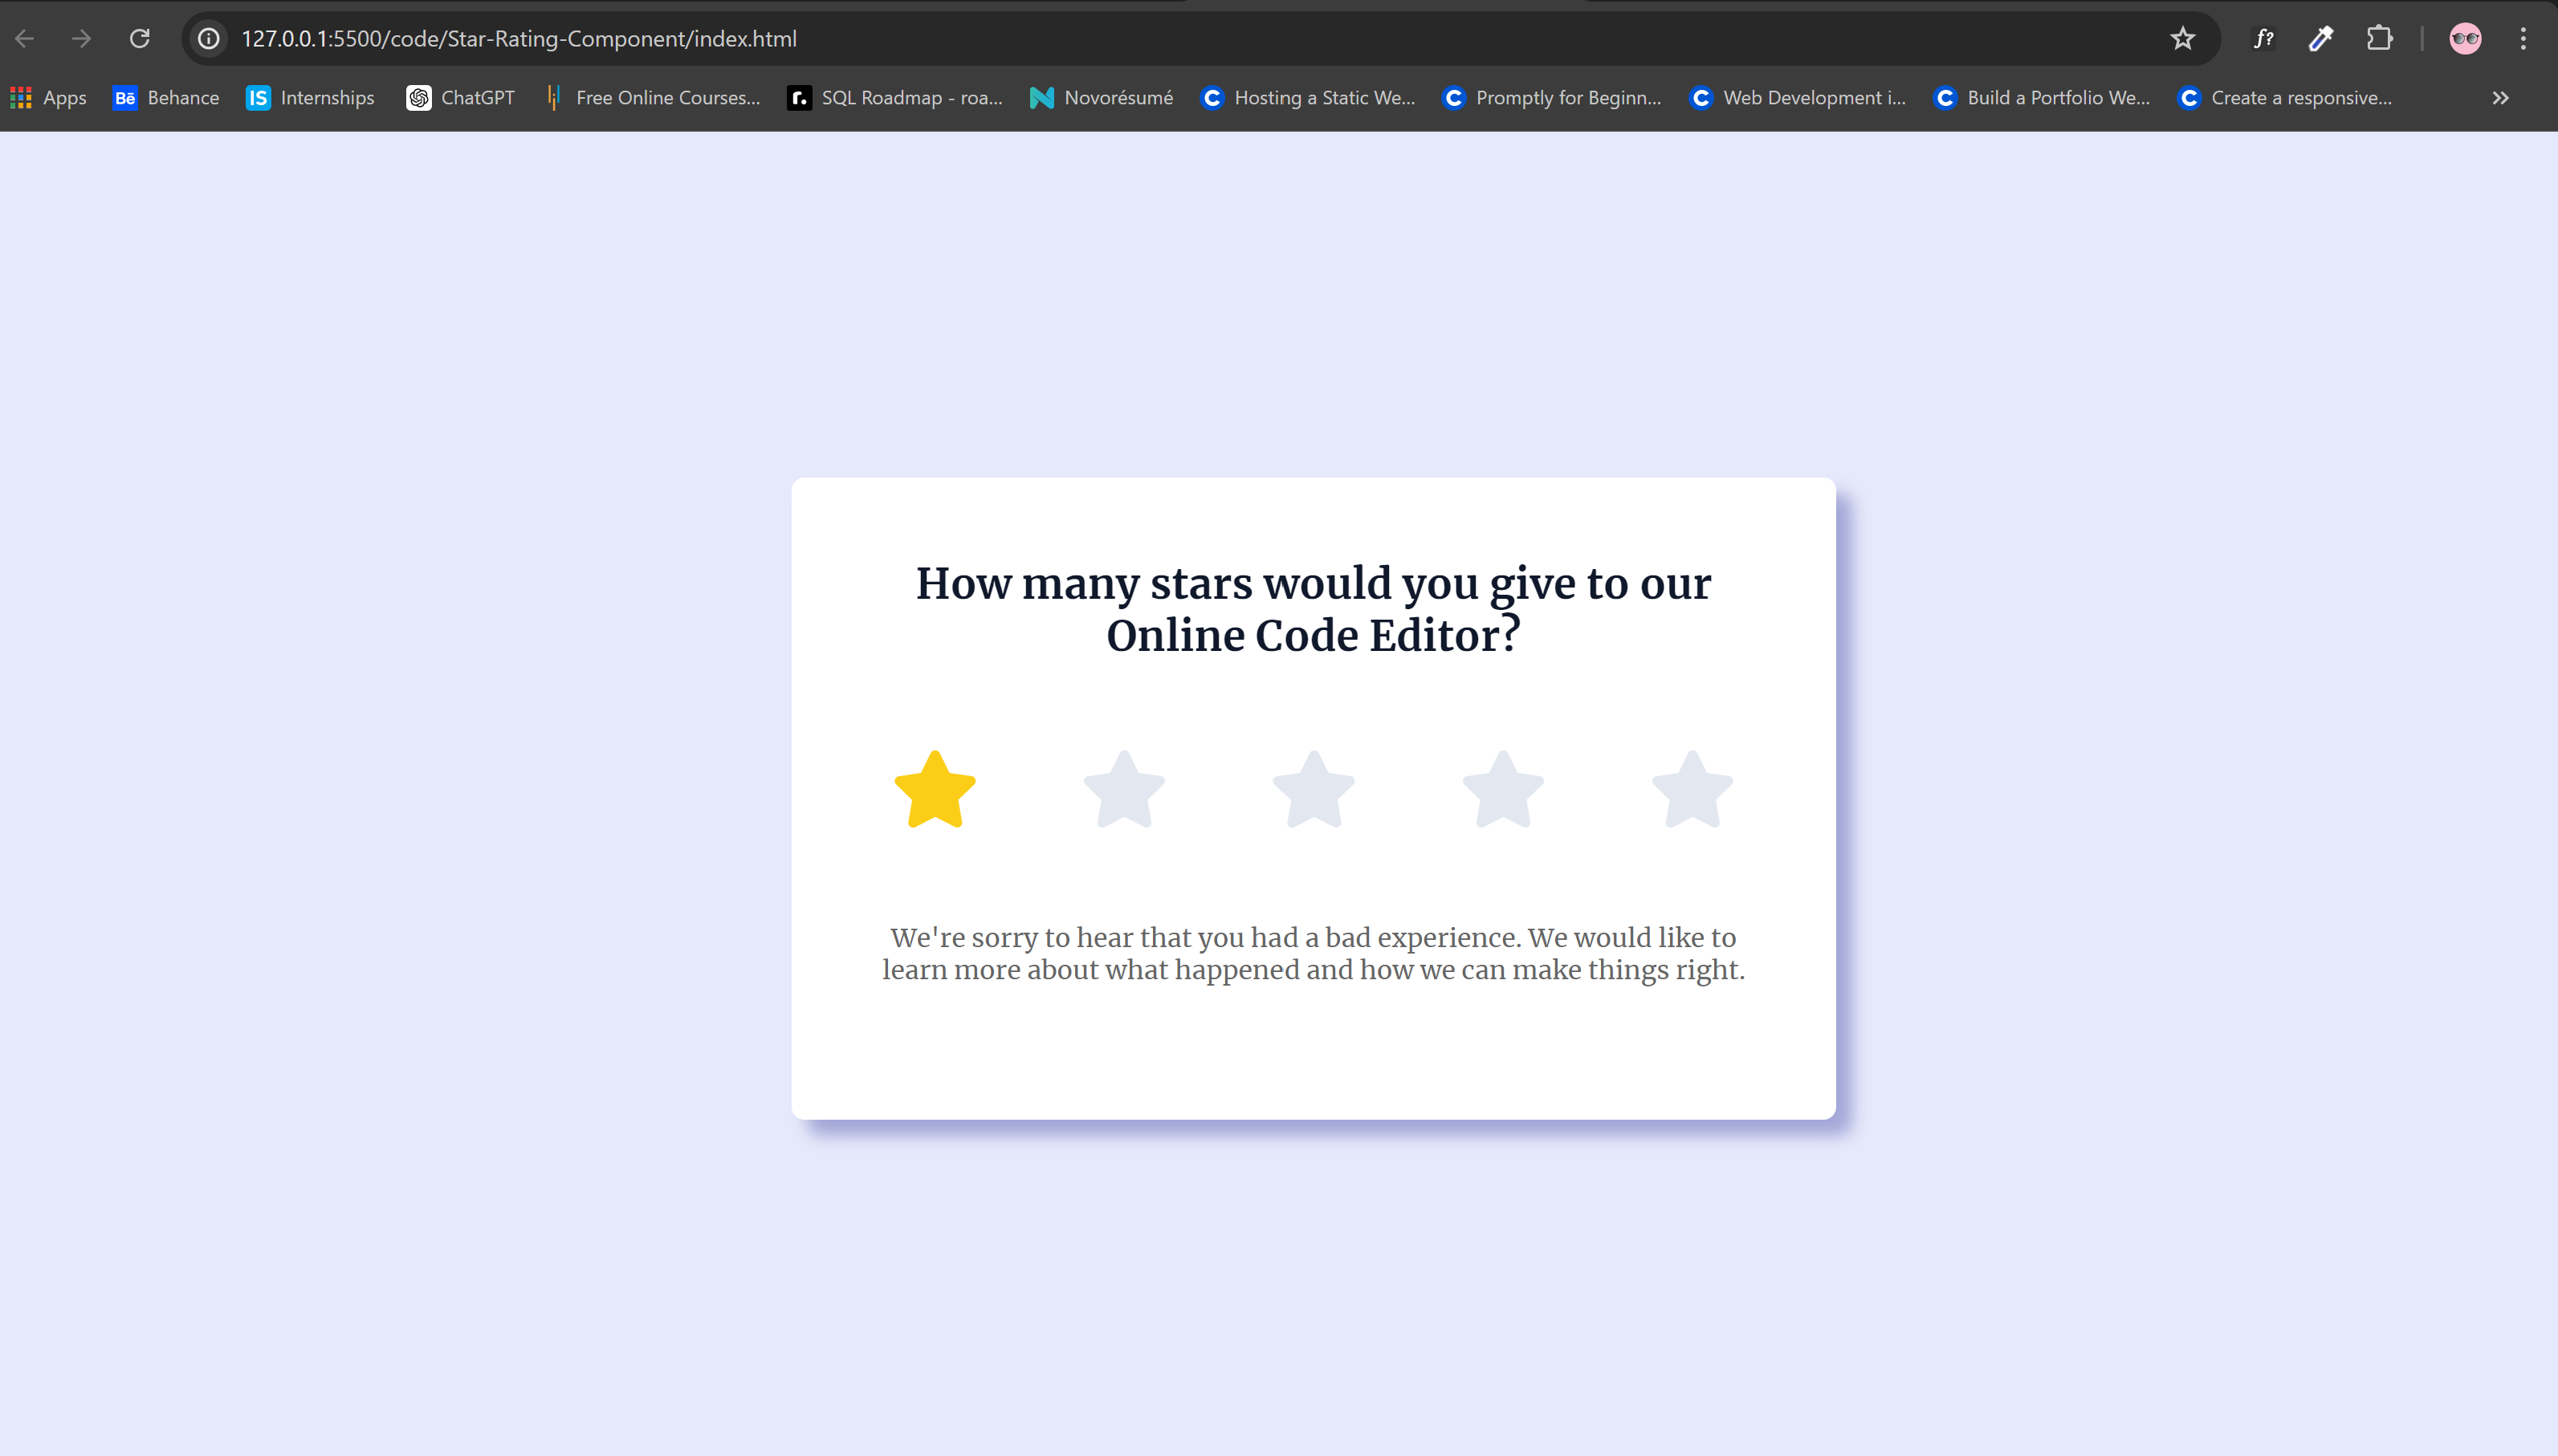 127.0.0.1:5500/code/Star-Rating-Component/index.html
f?
Apps Bē Behance IS Internships ChatGPT Free Online Courses... r. SQL Roadmap - roa... Novorésumé C Hosting a Static We... C Promptly for Beginn... C Web Development i... C Build a Portfolio We... C Create a responsive...
How many stars would you give to our
Online Code Editor?
We're sorry to hear that you had a bad experience. We would like to
learn more about what happened and how we can make things right.